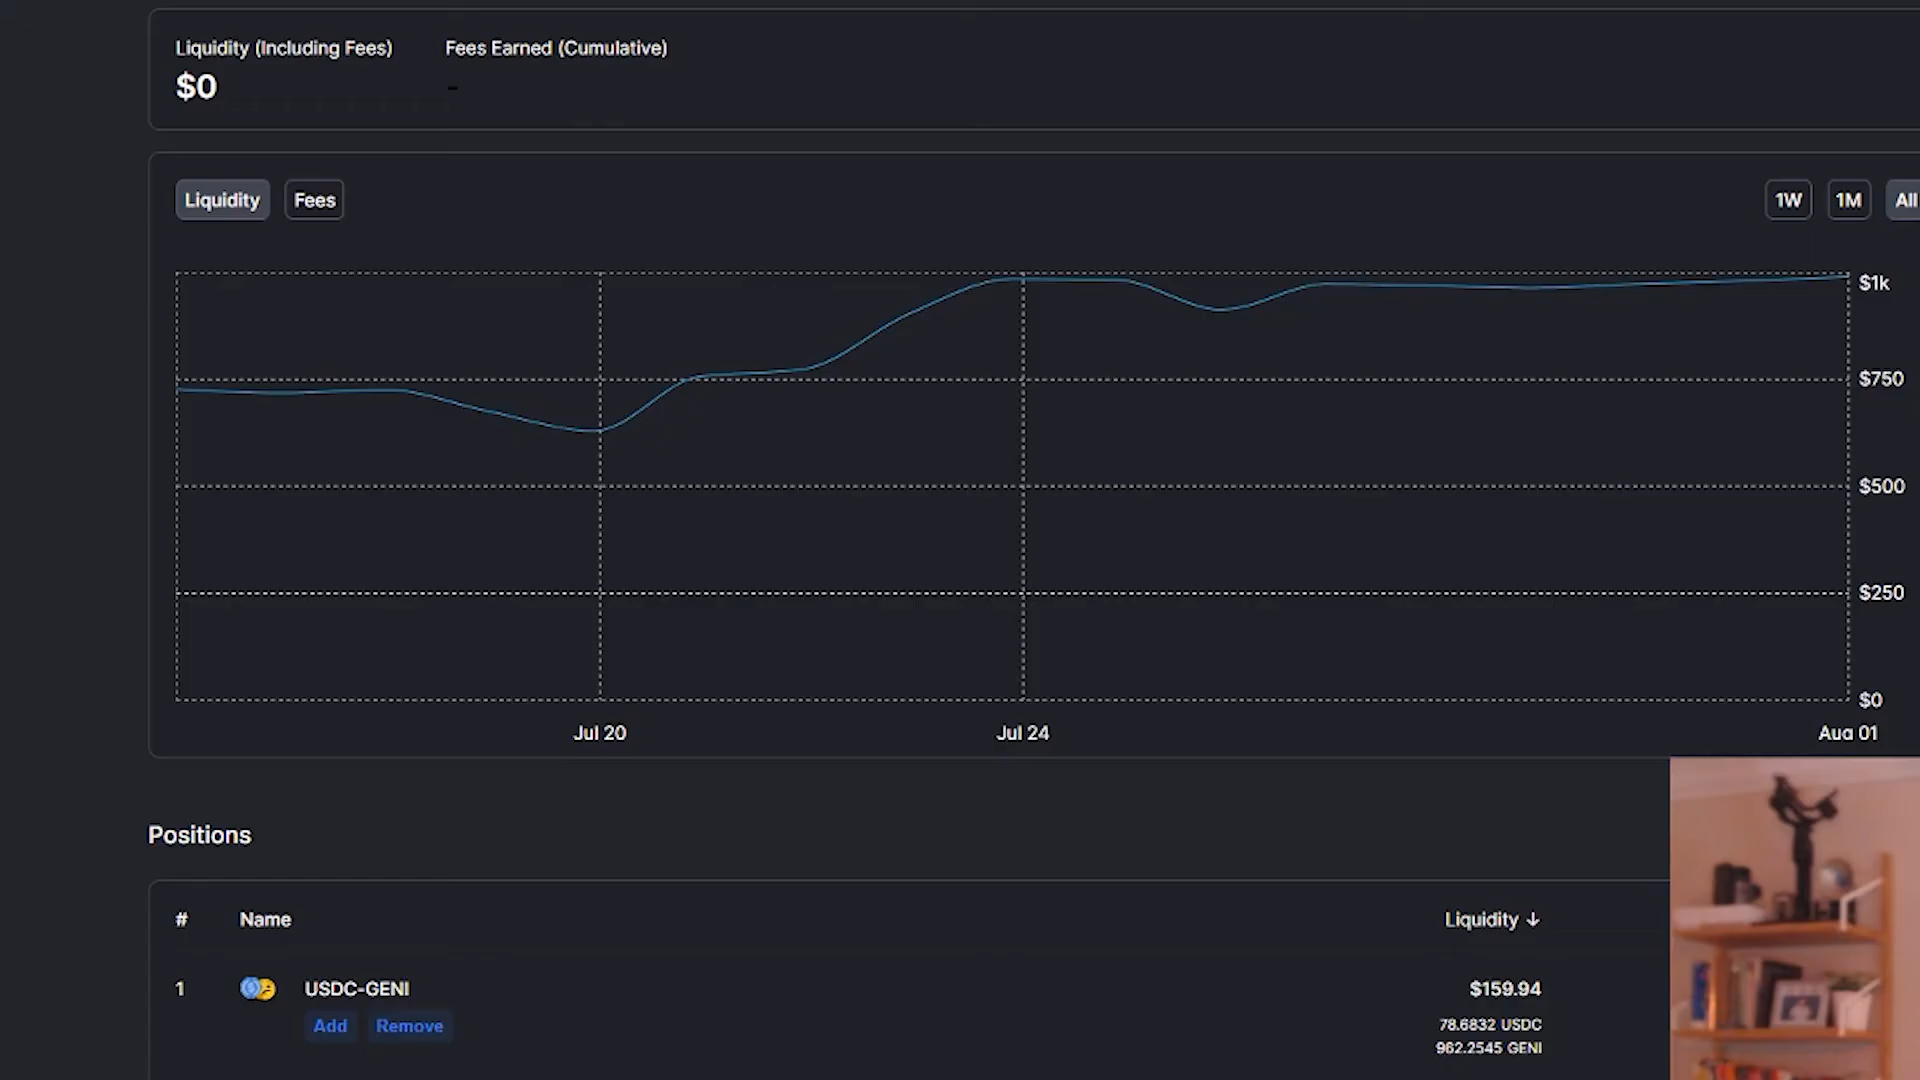 Liquidity (Including Fees) Fees Earned (Cumulative)
$0 -
Liquidity Fees 1W 1M All
$1k
$750
$500
$250
$0
Jul 20 Jul 24 Aug 01
Positions
# Name Liquidity ↓
1 USDC-GENI $159.94
Add Remove 78.6832 USDC
962.2545 GENI